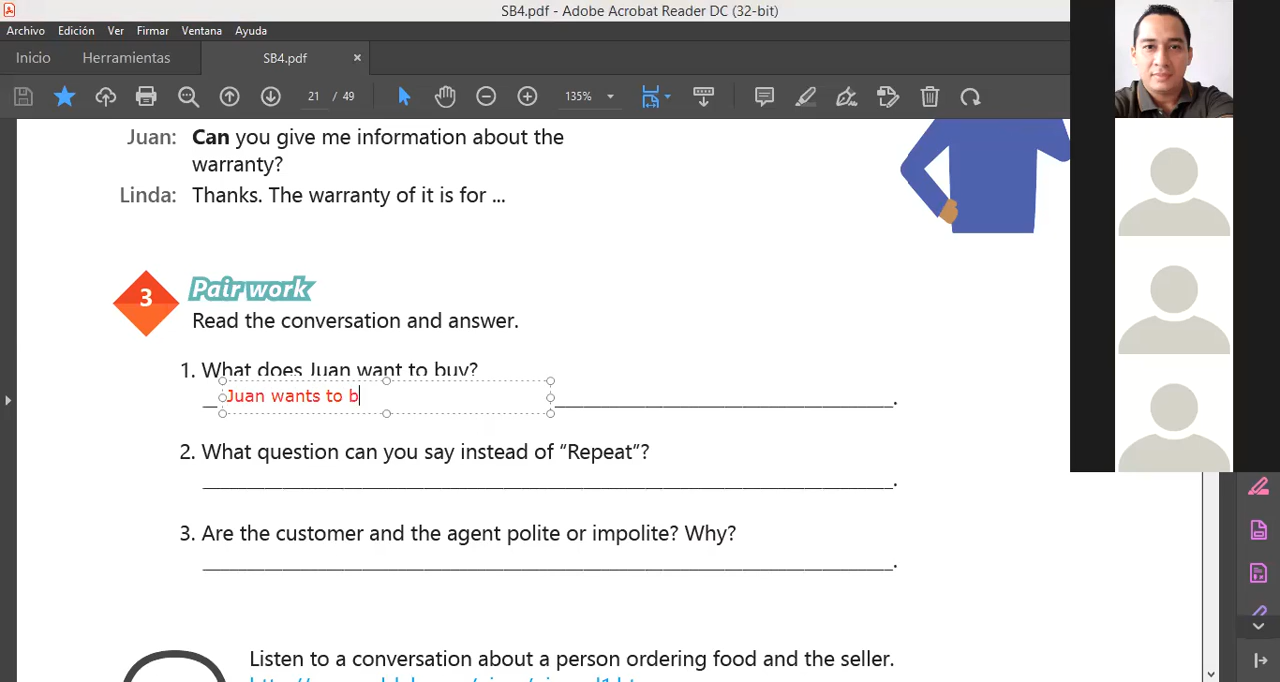 SB4.pdf - Adobe Acrobat Reader DC (32-bit)
Archivo Edición Ver Firmar Ventana Ayuda
Inicio Herramientas SB4.pdf ×
21 / 49 135%
Juan: Can you give me information about the
warranty?
Linda: Thanks. The warranty of it is for ...
3 Pair work
Read the conversation and answer.
1. What does Juan want to buy?
Juan wants to b
2. What question can you say instead of “Repeat”?
3. Are the customer and the agent polite or impolite? Why?
Listen to a conversation about a person ordering food and the seller.